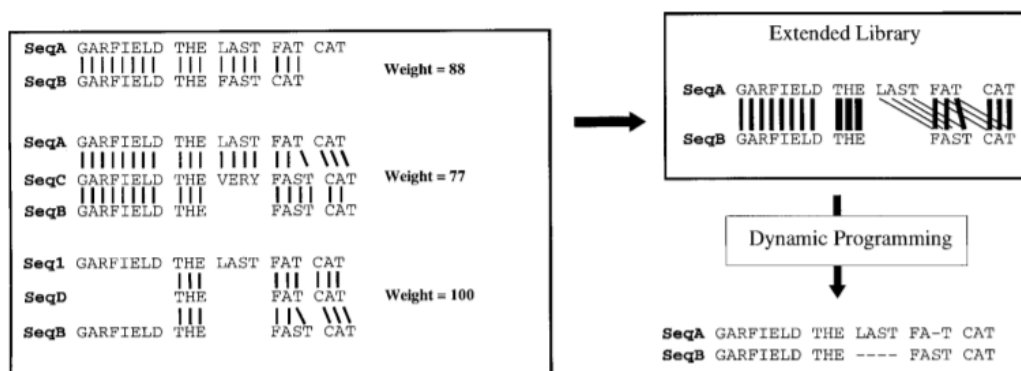 SeqA GARFIELD THE LAST FAT CAT
Weight = 88
SeqB GARFIELD THE FAST CAT
SeqA GARFIELD THE LAST FAT CAT
SeqC GARFIELD THE VERY FAST CAT
Weight = 77
SeqB GARFIELD THE FAST CAT
Seq1 GARFIELD THE LAST FAT CAT
SeqD THE FAT CAT
Weight = 100
SeqB GARFIELD THE FAST CAT
Extended Library
SeqA GARFIELD THE LAST FAT CAT
SeqB GARFIELD THE FAST CAT
Dynamic Programming
SeqA GARFIELD THE LAST FA-T CAT
SeqB GARFIELD THE ---- FAST CAT